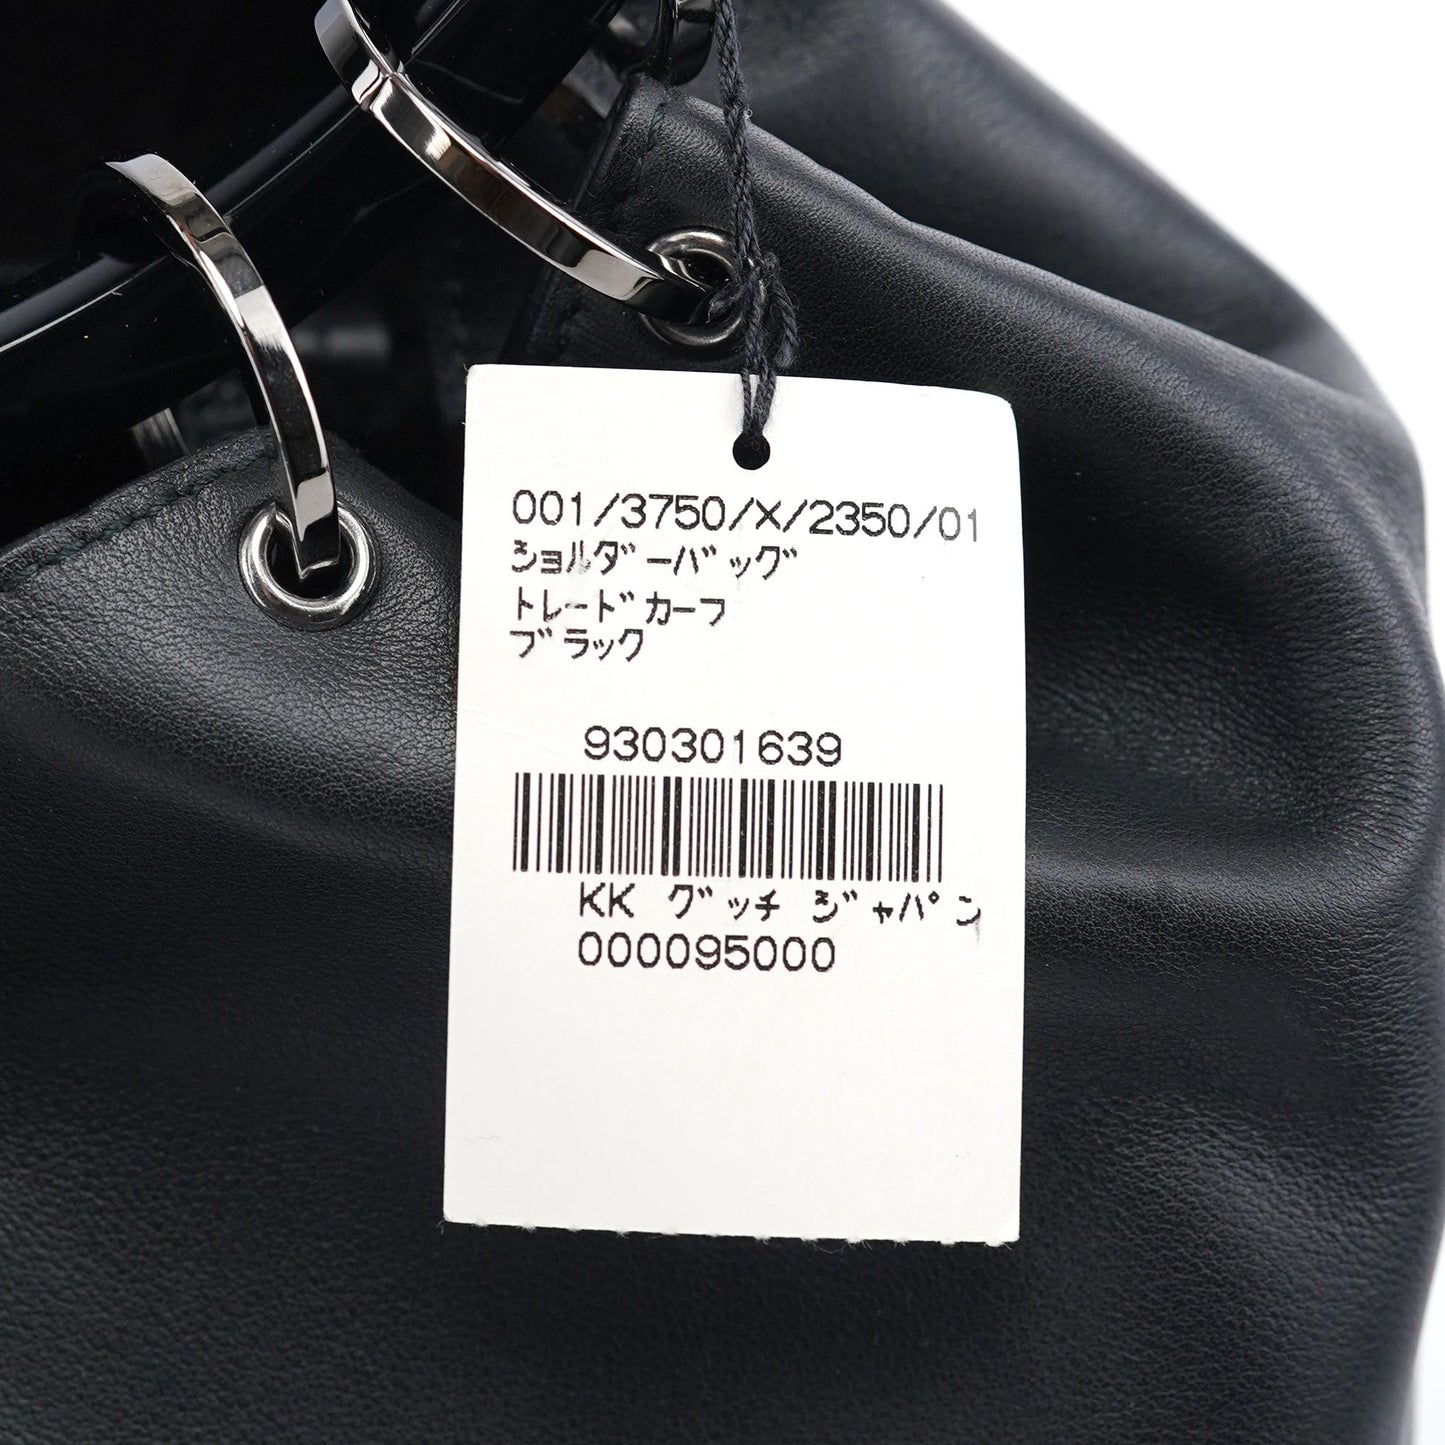 001/3750/X/2350/01
ショルダーバッグ
トレードカーフ
ブラック
930301639
KK グッチ ジャパン
000095000